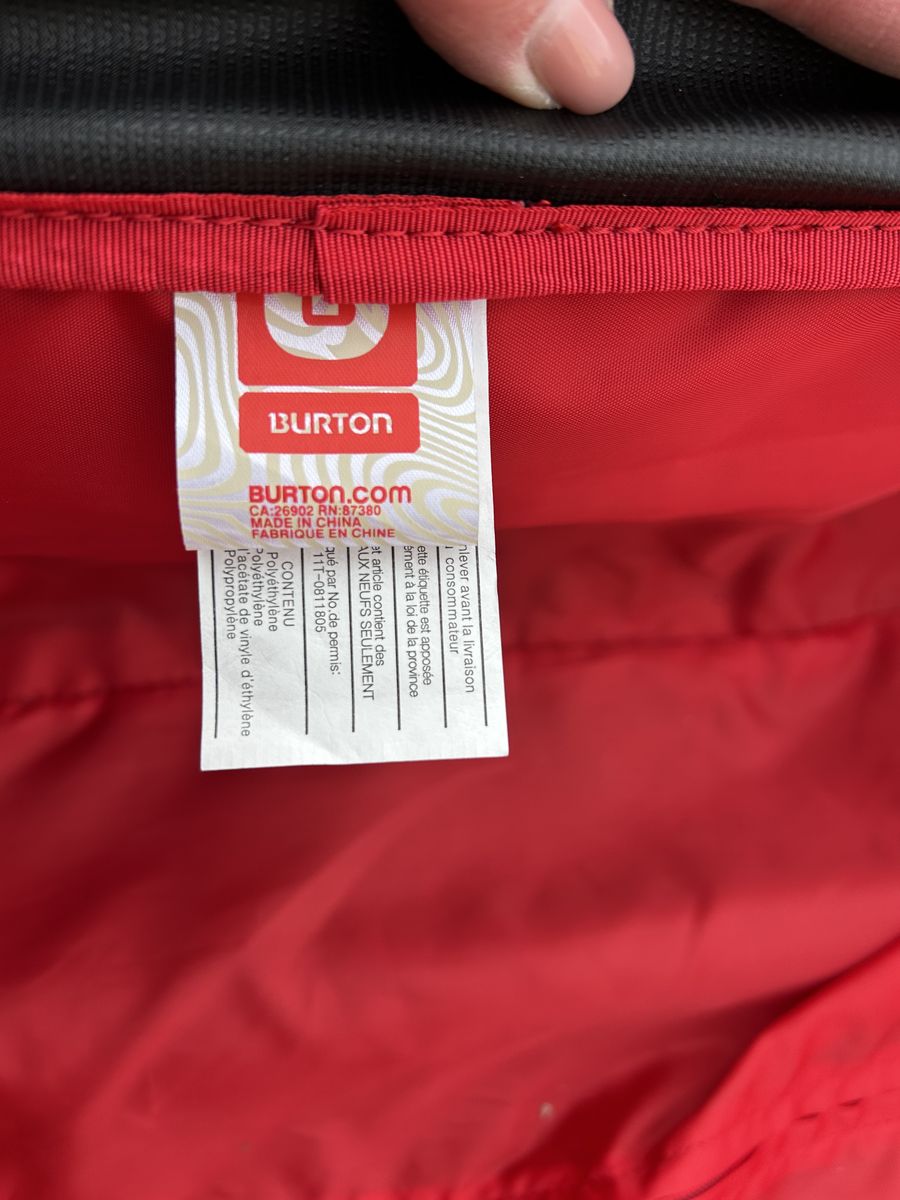 BURTON
BURTON.COM
CA:26902 RN:87380
MADE IN CHINA
FABRIQUE EN CHINE
nlever avant la livraison
consommateur
ette étiquette est apposée
ément à la loi de la province
et article contient des
AUX NEUFS SEULEMENT
qué par No.de permis:
11T-0811805
CONTENU
Polyéthylène
Polyéthylène
l'acétate de vinyle d'éthylène
Polypropylène